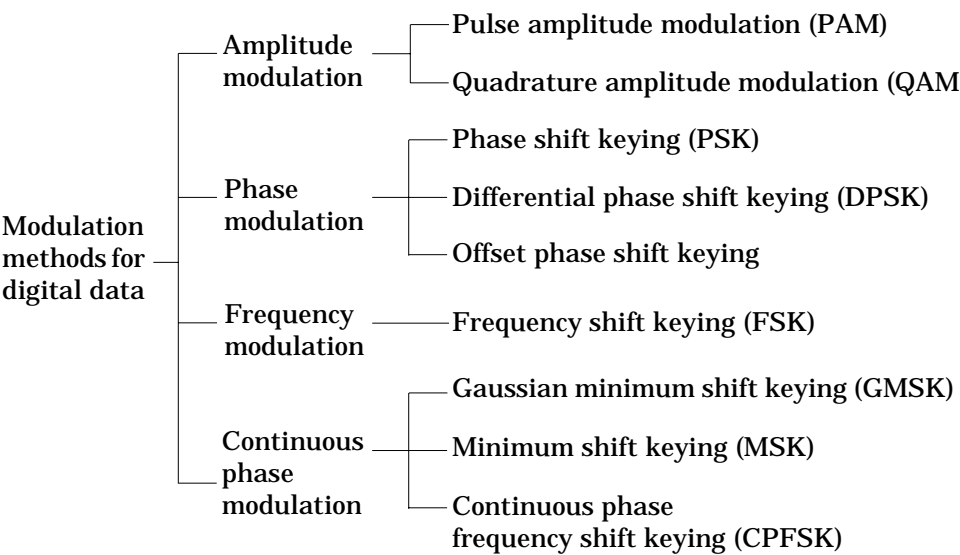 Modulation
methods for
digital data
Amplitude
modulation
Pulse amplitude modulation (PAM)
Quadrature amplitude modulation (QAM
Phase
modulation
Phase shift keying (PSK)
Differential phase shift keying (DPSK)
Offset phase shift keying
Frequency
modulation
Frequency shift keying (FSK)
Continuous
phase
modulation
Gaussian minimum shift keying (GMSK)
Minimum shift keying (MSK)
Continuous phase
frequency shift keying (CPFSK)